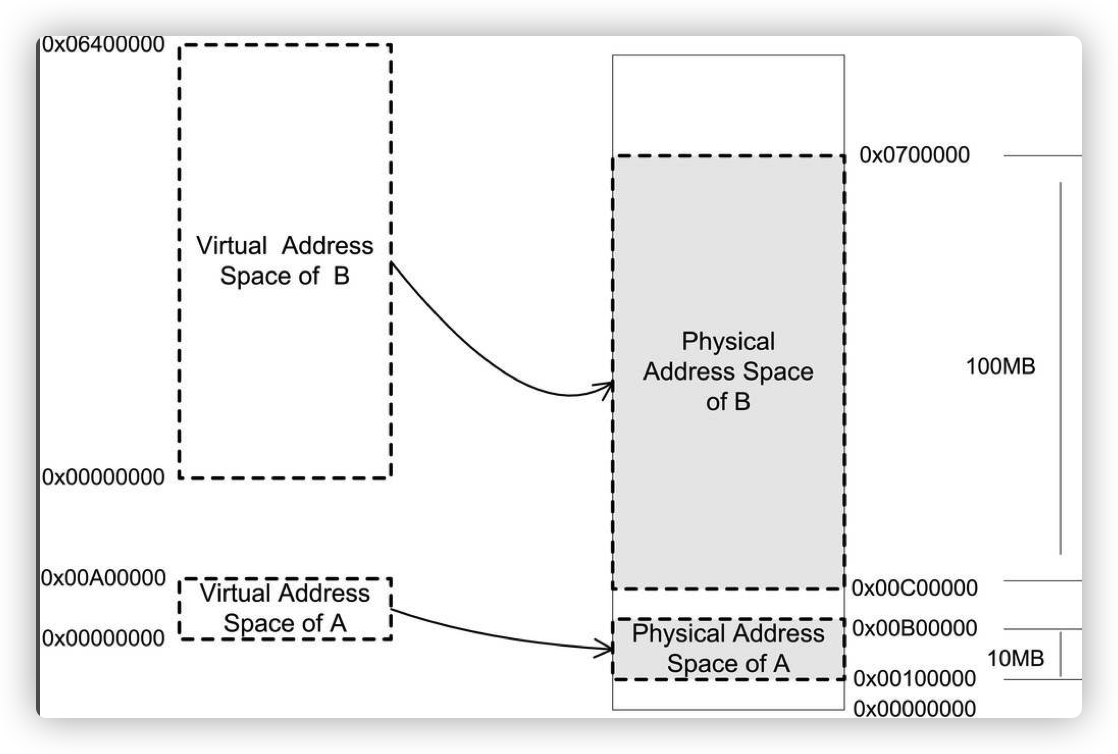 0x06400000
Virtual Address
Space of B
0x00000000
0x00A00000
Virtual Address
Space of A
0x00000000
0x0700000
Physical
Address Space
of B
100MB
0x00C00000
0x00B00000
Physical Address
Space of A
10MB
0x00100000
0x00000000